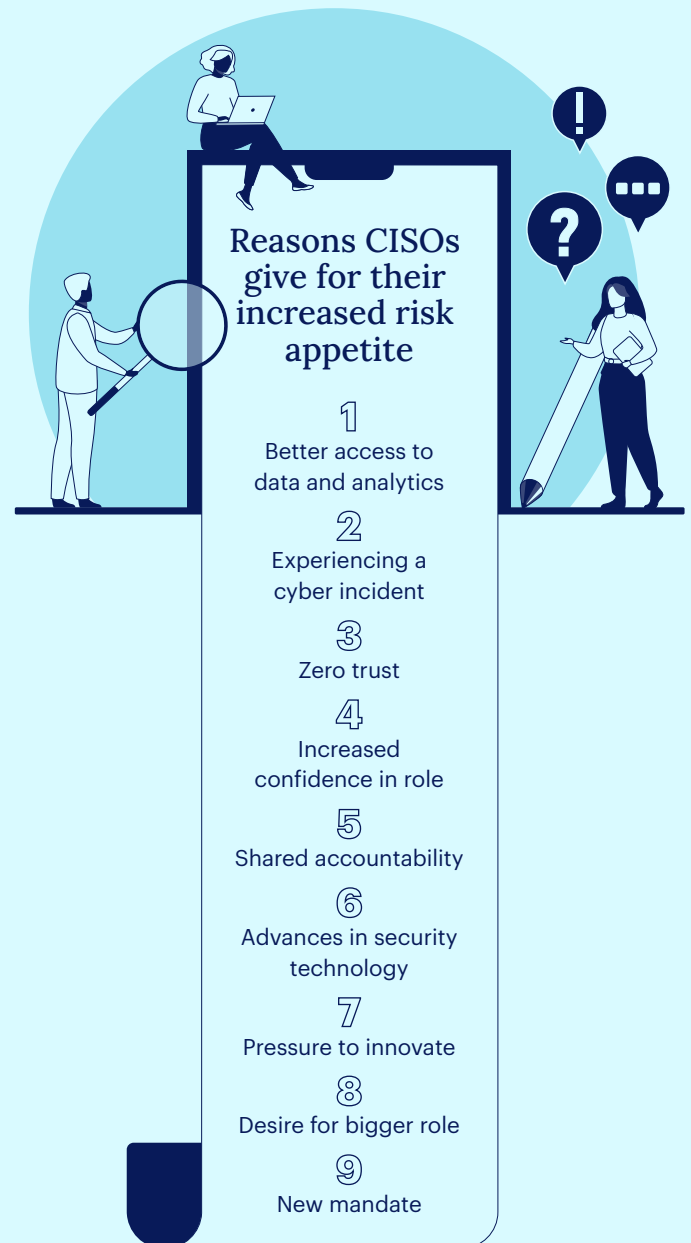 !
...
?
Reasons CISOs
give for their
increased risk
appetite
1
Better access to
data and analytics
2
Experiencing a
cyber incident
3
Zero trust
4
Increased
confidence in role
5
Shared accountability
6
Advances in security
technology
7
Pressure to innovate
8
Desire for bigger role
9
New mandate